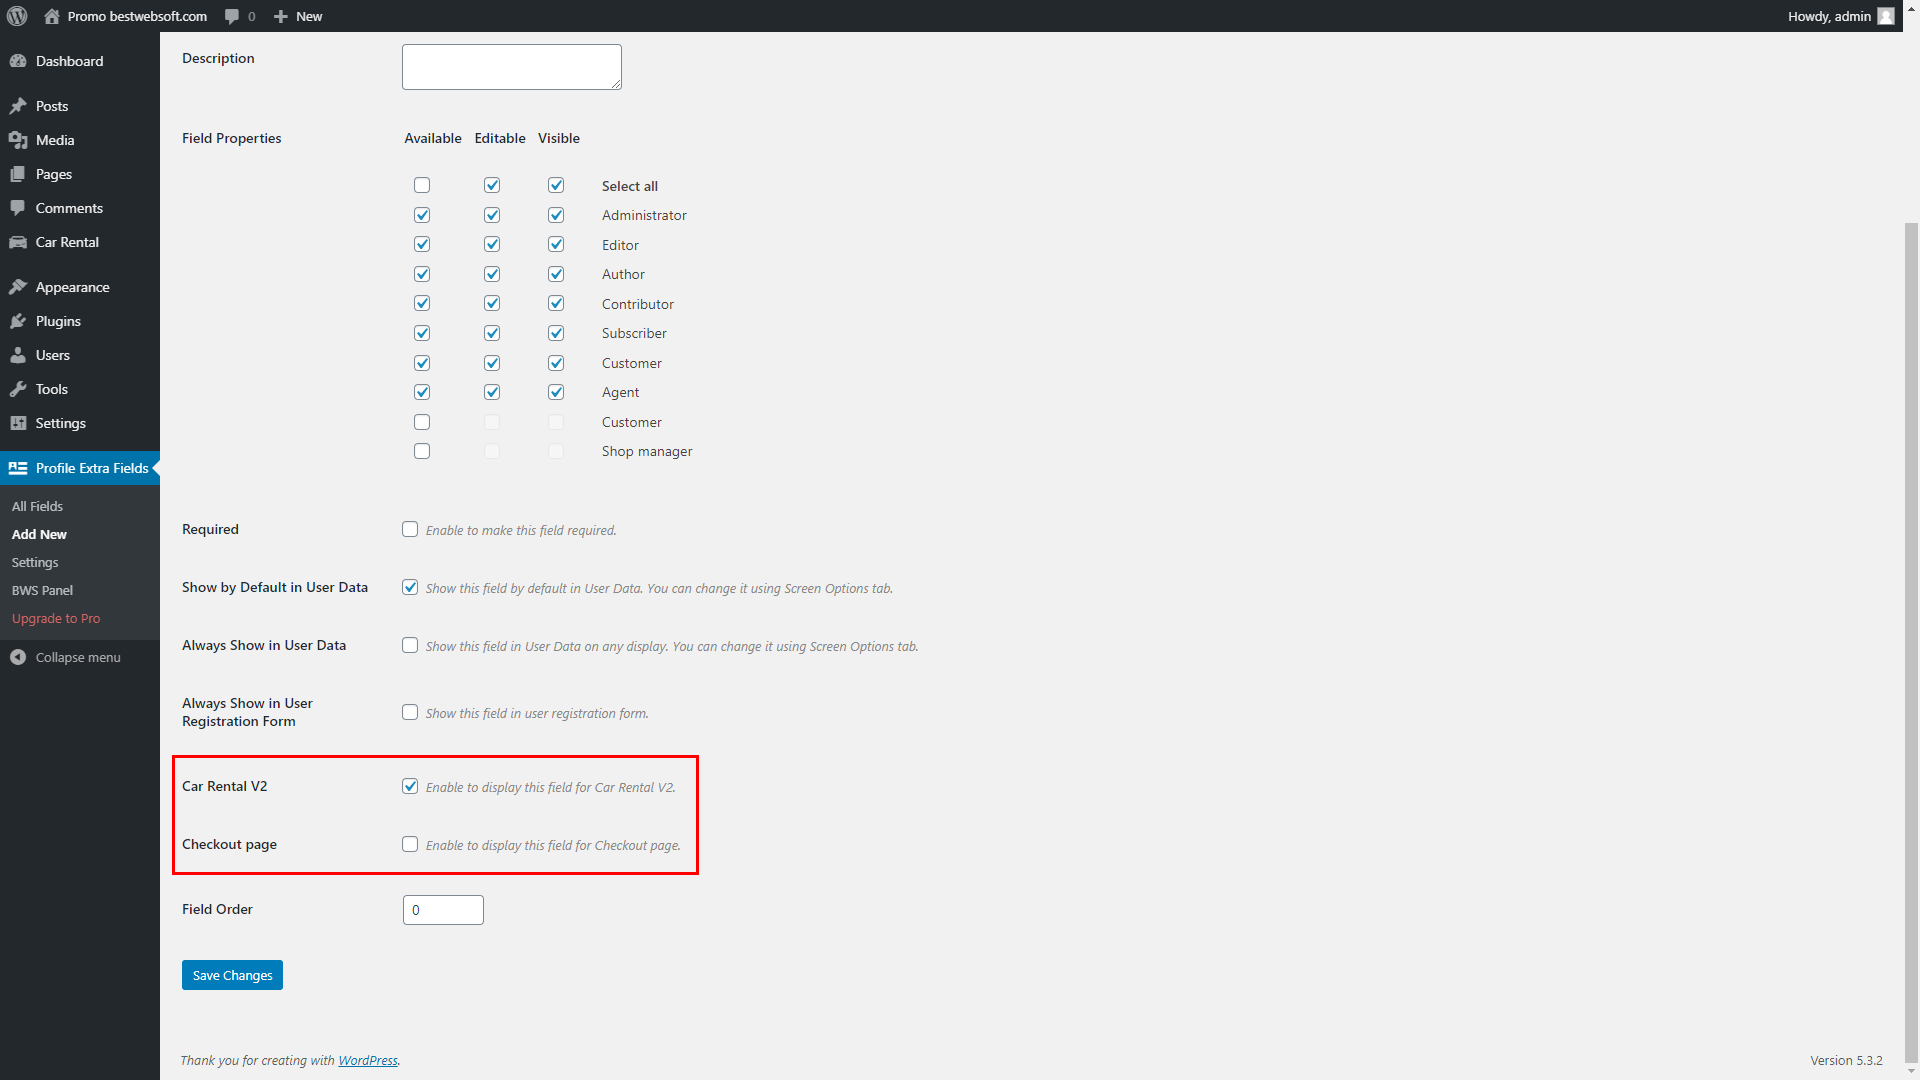 Promo bestwebsoft.com 0 New Howdy, admin
Dashboard
Posts
Media
Pages
Comments
Car Rental
Appearance
Plugins
Users
Tools
Settings
Profile Extra Fields
All Fields
Add New
Settings
BWS Panel
Upgrade to Pro
Collapse menu
Description
Field Properties Available Editable Visible
Select all
Administrator
Editor
Author
Contributor
Subscriber
Customer
Agent
Customer
Shop manager
Required Enable to make this field required.
Show by Default in User Data Show this field by default in User Data. You can change it using Screen Options tab.
Always Show in User Data Show this field in User Data on any display. You can change it using Screen Options tab.
Always Show in User
Registration Form Show this field in user registration form.
Car Rental V2 Enable to display this field for Car Rental V2.
Checkout page Enable to display this field for Checkout page.
Field Order 0
Save Changes
Thank you for creating with WordPress. Version 5.3.2